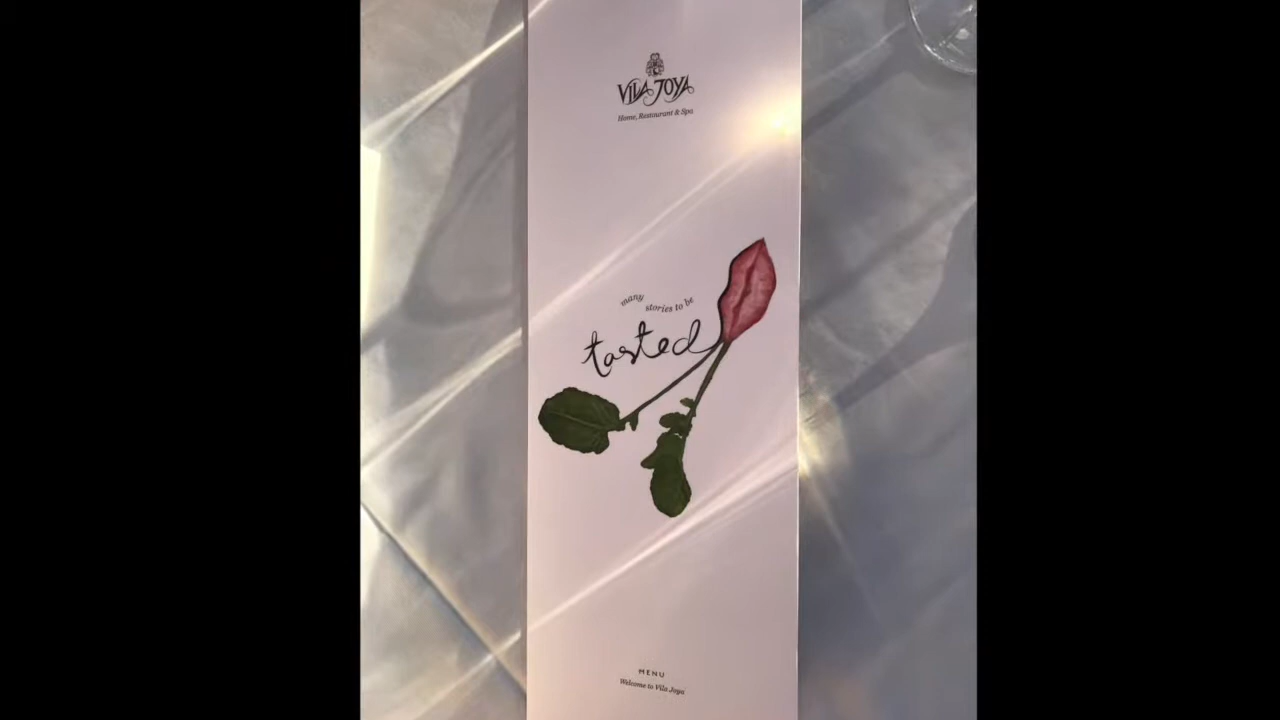 VILA JOYA
Home, Restaurant & Spa
many
stories to be
tasted
MENU
Welcome to Vila Joya